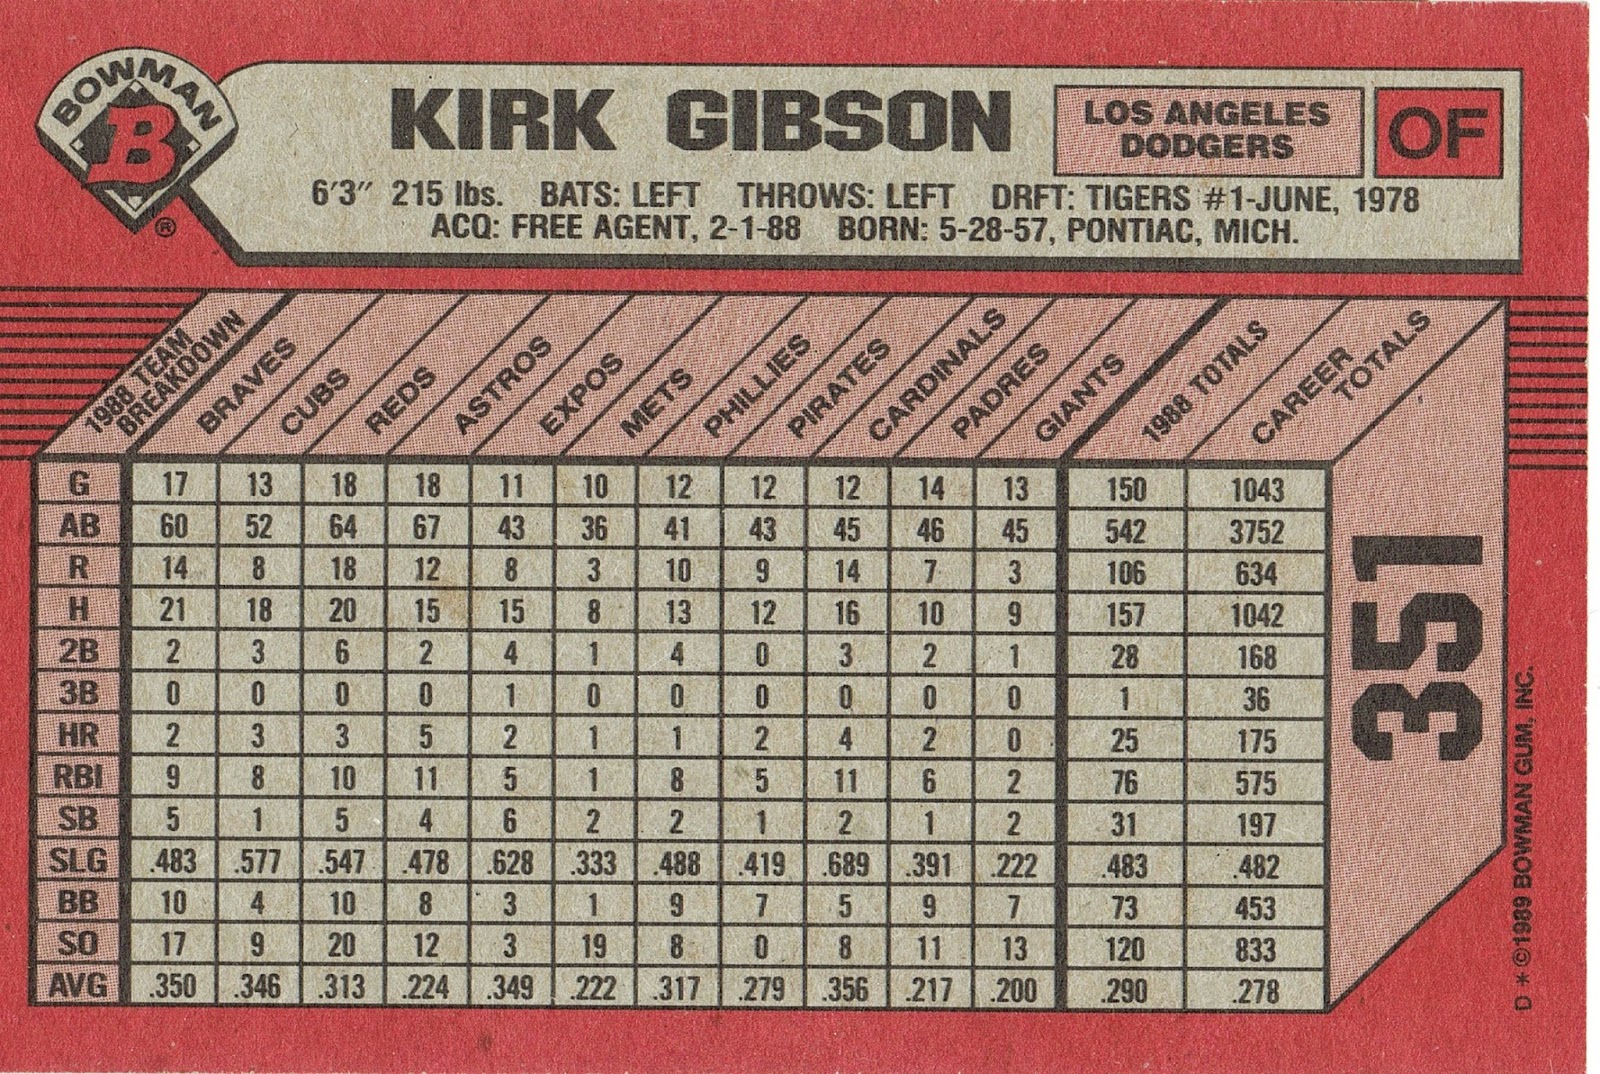 BOWMAN
B
®
KIRK GIBSON
LOS ANGELES
DODGERS
OF
6'3" 215 lbs. BATS: LEFT THROWS: LEFT DRFT: TIGERS #1-JUNE, 1978
ACQ: FREE AGENT, 2-1-88 BORN: 5-28-57, PONTIAC, MICH.
1988 TEAM BREAKDOWN BRAVES CUBS REDS ASTROS EXPOS METS PHILLIES PIRATES CARDINALS PADRES GIANTS 1988 TOTALS CAREER TOTALS
G 17 13 18 18 11 10 12 12 12 14 13 150 1043
AB 60 52 64 67 43 36 41 43 45 46 45 542 3752
R 14 8 18 12 8 3 10 9 14 7 3 106 634
H 21 18 20 15 15 8 13 12 16 10 9 157 1042
2B 2 3 6 2 4 1 4 0 3 2 1 28 168
3B 0 0 0 0 1 0 0 0 0 0 0 1 36
HR 2 3 3 5 2 1 1 2 4 2 0 25 175
RBI 9 8 10 11 5 1 8 5 11 6 2 76 575
SB 5 1 5 4 6 2 2 1 2 1 2 31 197
SLG .483 .577 .547 .478 .628 .333 .488 .419 .689 .391 .222 .483 .482
BB 10 4 10 8 3 1 9 7 5 9 7 73 453
SO 17 9 20 12 3 19 8 0 8 11 13 120 833
AVG .350 .346 .313 .224 .349 .222 .317 .279 .356 .217 .200 .290 .278
351
D * ©1989 BOWMAN GUM, INC.